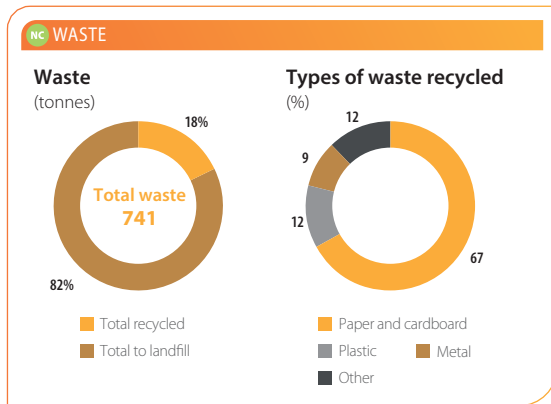 NC WASTE
Waste
(tonnes)
18%
Total waste
741
82%
Total recycled
Total to landfill
Types of waste recycled
(%)
12
9
12
67
Paper and cardboard
Plastic
Metal
Other